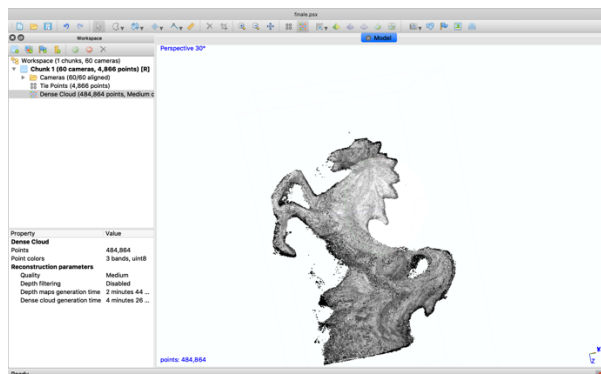 finale.psx
Workspace
Model
Workspace (1 chunks, 60 cameras)
Chunk 1 (60 cameras, 4,866 points) [R]
Cameras (60/60 aligned)
Tie Points (4,866 points)
Dense Cloud (484,864 points, Medium
Perspective 30°
Property Value
Dense Cloud
Points 484,864
Point colors 3 bands, uint8
Reconstruction parameters
Quality Medium
Depth filtering Disabled
Depth maps generation time 2 minutes 44 ...
Dense cloud generation time 4 minutes 26 ...
points: 484,864
Z
Ready